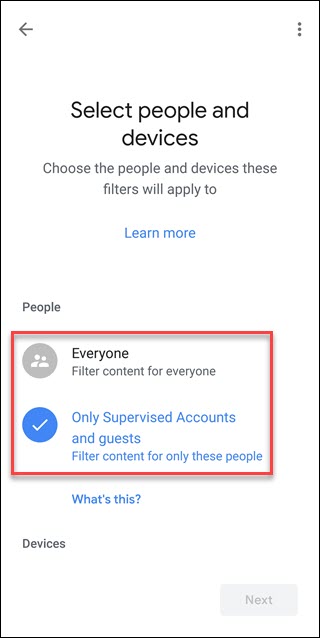 Select people and
devices
Choose the people and devices these
filters will apply to
Learn more
People
Everyone
Filter content for everyone
Only Supervised Accounts
and guests
Filter content for only these people
What's this?
Devices
Next